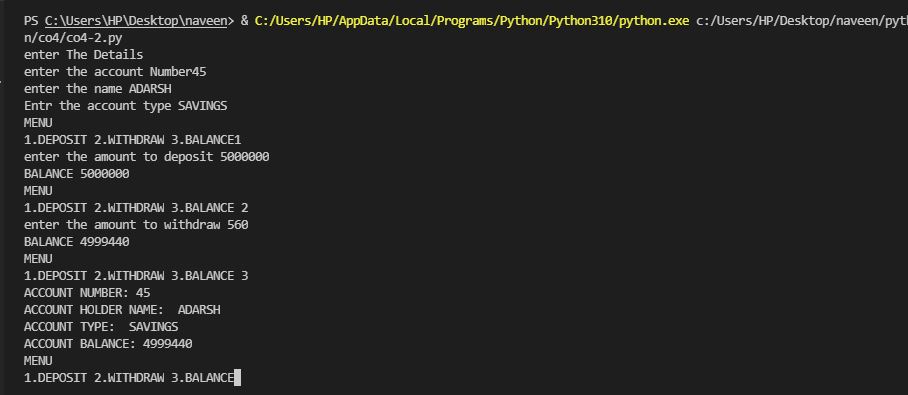 PS C:\Users\HP\Desktop\naveen> & C:/Users/HP/AppData/Local/Programs/Python/Python310/python.exe c:/Users/HP/Desktop/naveen/pyth
n/co4/co4-2.py
enter The Details
enter the account Number45
enter the name ADARSH
Entr the account type SAVINGS
MENU
1.DEPOSIT 2.WITHDRAW 3.BALANCE1
enter the amount to deposit 5000000
BALANCE 5000000
MENU
1.DEPOSIT 2.WITHDRAW 3.BALANCE 2
enter the amount to withdraw 560
BALANCE 4999440
MENU
1.DEPOSIT 2.WITHDRAW 3.BALANCE 3
ACCOUNT NUMBER: 45
ACCOUNT HOLDER NAME:  ADARSH
ACCOUNT TYPE:  SAVINGS
ACCOUNT BALANCE: 4999440
MENU
1.DEPOSIT 2.WITHDRAW 3.BALANCE